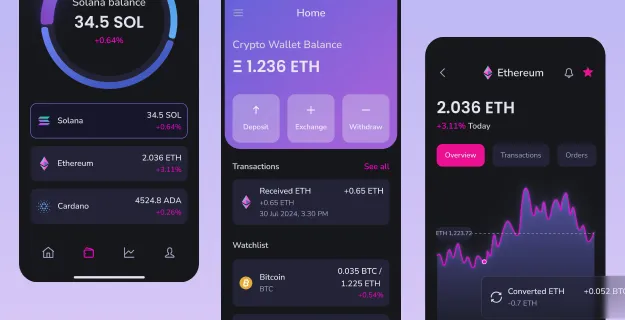 Solana balance
34.5 SOL
+0.64%
Solana
34.5 SOL
+0.64%
Ethereum
2.036 ETH
+3.11%
Cardano
4524.8 ADA
+0.26%
Home
Crypto Wallet Balance
Ξ 1.236 ETH
Deposit
Exchange
Withdraw
Transactions
See all
Received ETH
+0.65 ETH
+0.65 ETH
30 Jul 2024, 3.30 PM
Watchlist
Bitcoin
BTC
0.035 BTC /
1.225 ETH
+0.54%
Ethereum
2.036 ETH
+3.11% Today
Overview
Transactions
Orders
ETH 1,223.72
Converted ETH
+0.052 BTC
-0.7 ETH